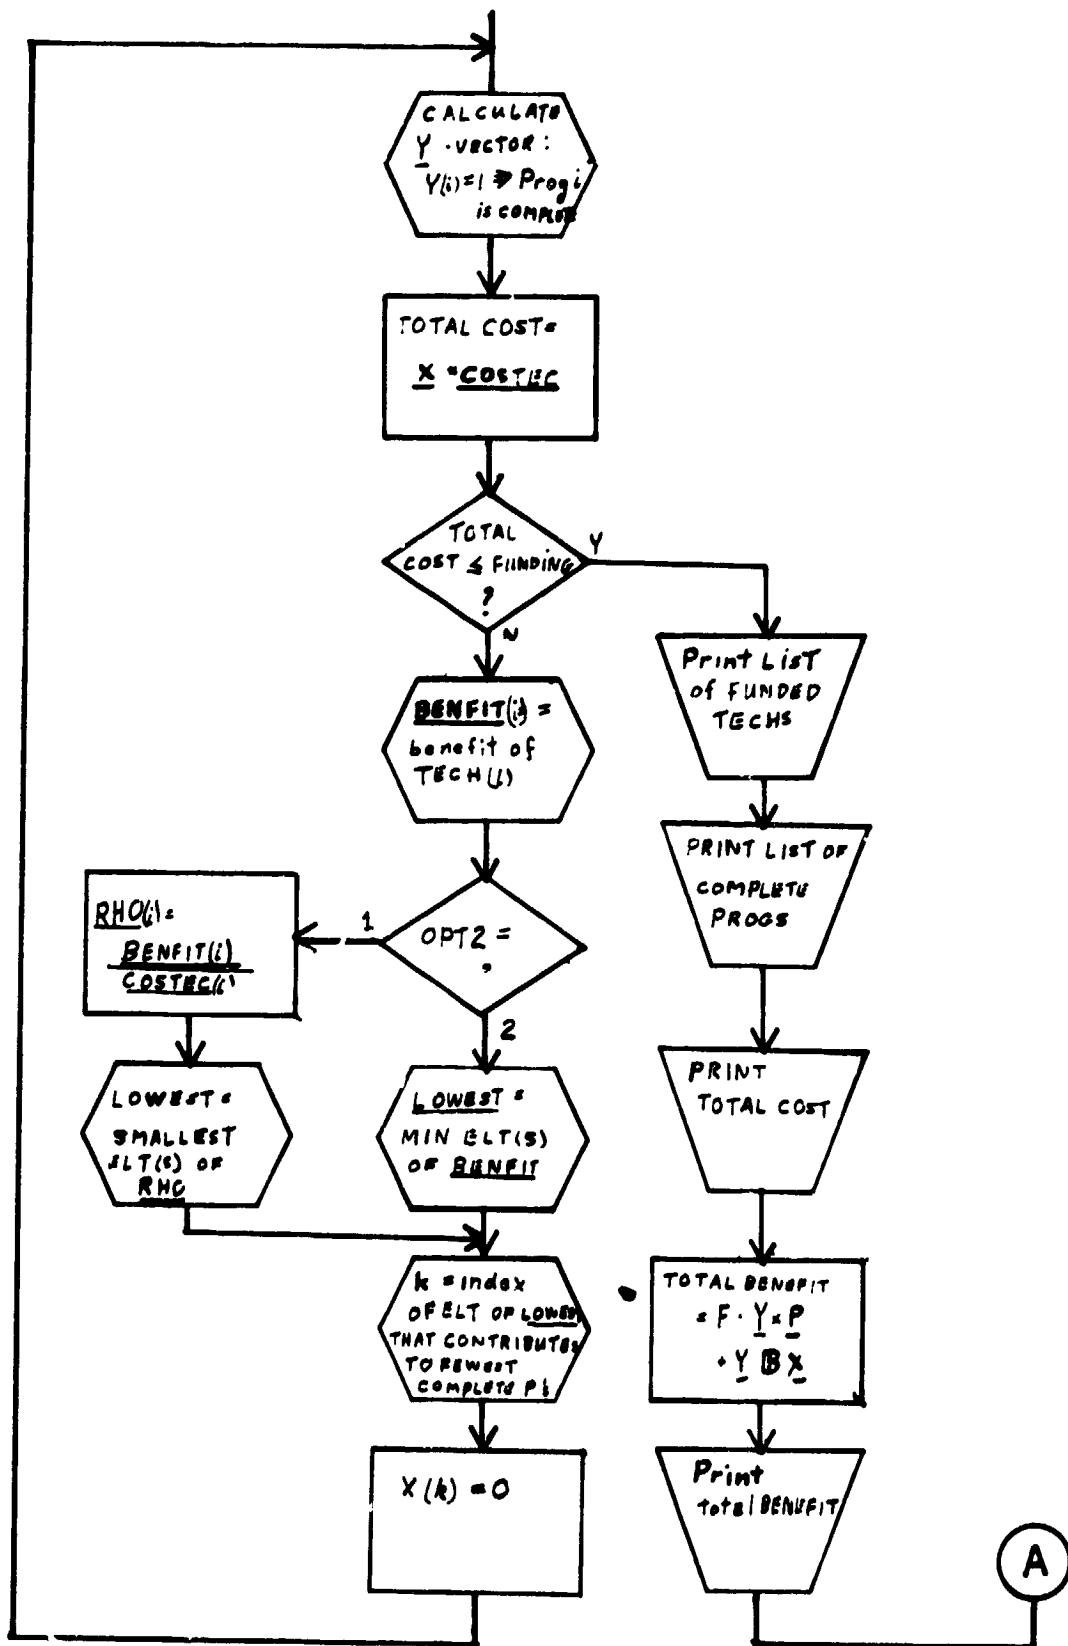 CALCULATE
Y - VECTOR:
Y(i)=1 ⇒ Prog i
is COMPLETE
TOTAL COST=
X * COSTEC
TOTAL
COST ≤ FUNDING
?
Y
N
Print List
of FUNDED
TECHS
BENFIT(i) =
benefit of
TECH(i)
PRINT LIST OF
COMPLETE
PROGS
RHO(i)=
BENFIT(i)
COSTEC(i)
1
OPT2 =
?
2
PRINT
TOTAL COST
LOWEST =
SMALLEST
ELT(S) OF
RHO
LOWEST =
MIN ELT(S)
OF BENFIT
k = index
OF ELT OF LOWEST
THAT CONTRIBUTES
TO FEWEST
COMPLETE P's
TOTAL BENEFIT
= F · Y * P
+ Y B X
X(k) = 0
Print
Total BENEFIT
A